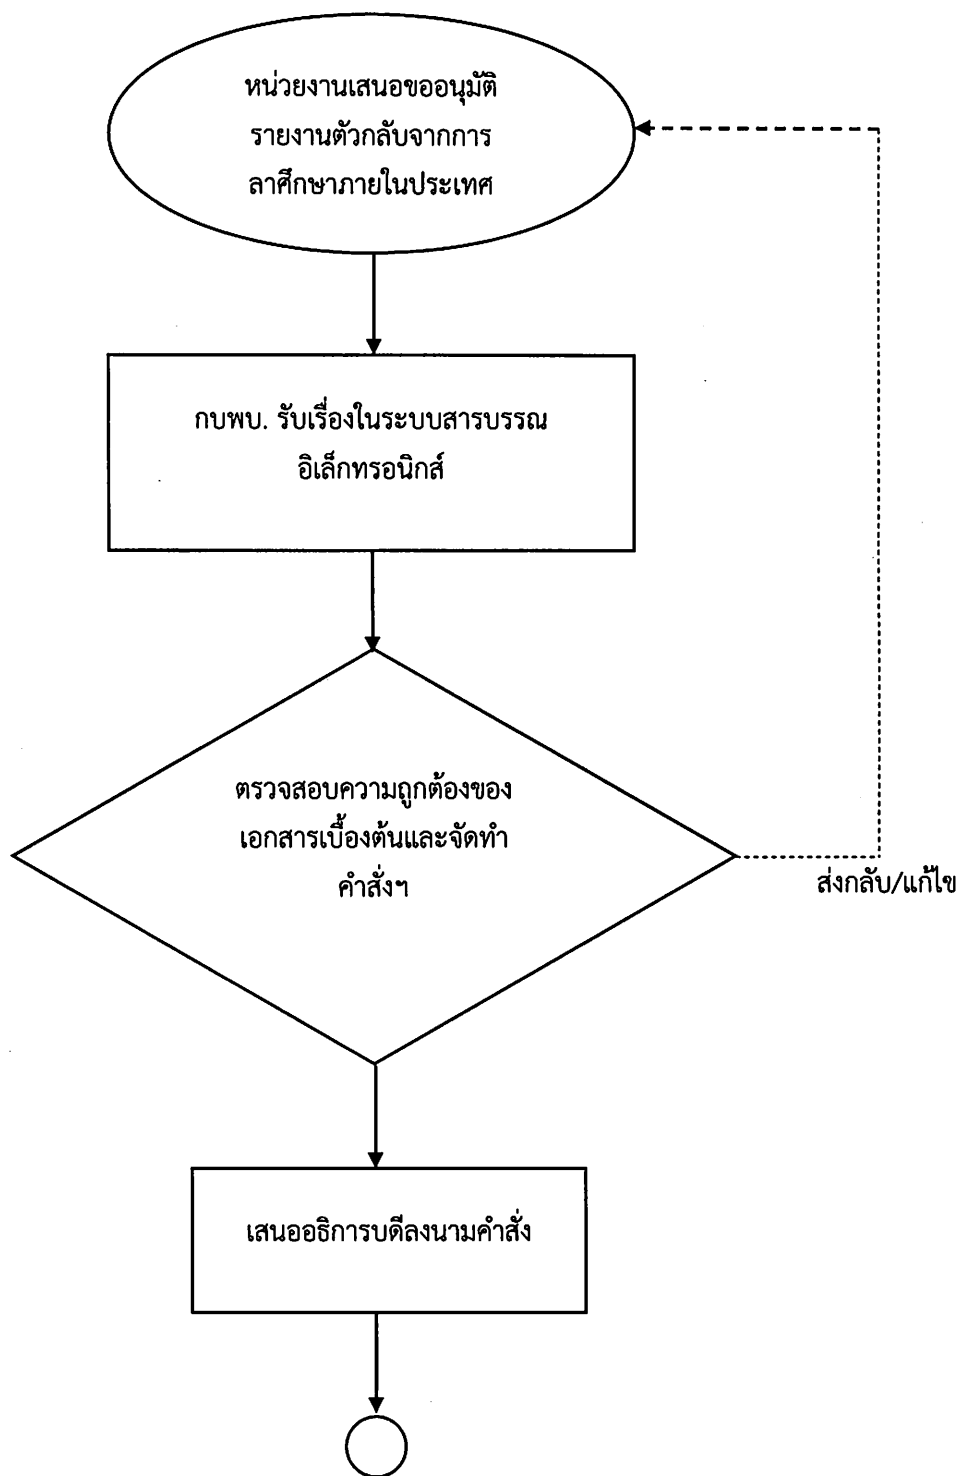 หน่วยงานเสนอขออนุมัติ
รายงานตัวกลับจากการ
ลาศึกษาภายในประเทศ
กบพบ. รับเรื่องในระบบสารบรรณ
อิเล็กทรอนิกส์
ตรวจสอบความถูกต้องของ
เอกสารเบื้องต้นและจัดทำ
คำสั่งฯ
ส่งกลับ/แก้ไข
เสนออธิการบดีลงนามคำสั่ง